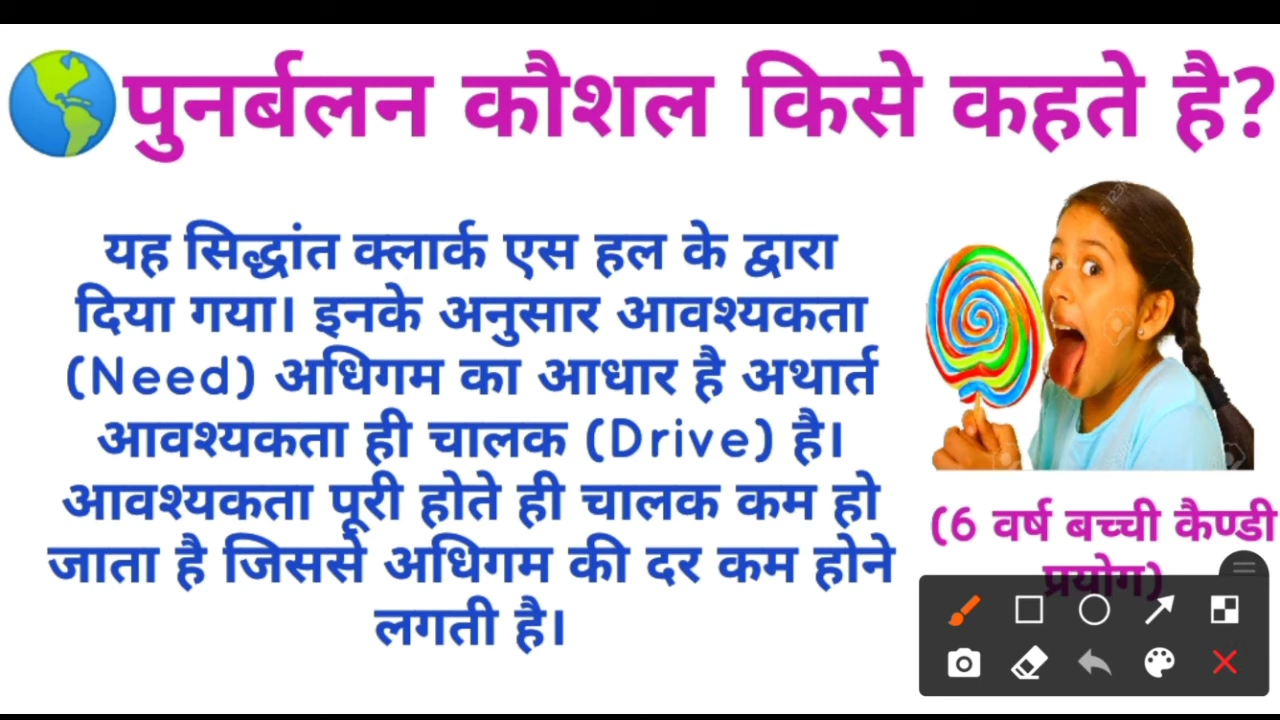 पुनर्बलन कौशल किसे कहते है?
यह सिद्धांत क्लार्क एस हल के द्वारा
दिया गया। इनके अनुसार आवश्यकता
(Need) अधिगम का आधार है अथार्त
आवश्यकता ही चालक (Drive) है।
आवश्यकता पूरी होते ही चालक कम हो
जाता है जिससे अधिगम की दर कम होने
लगती है।
(6 वर्ष बच्ची कैण्डी
प्रयोग)